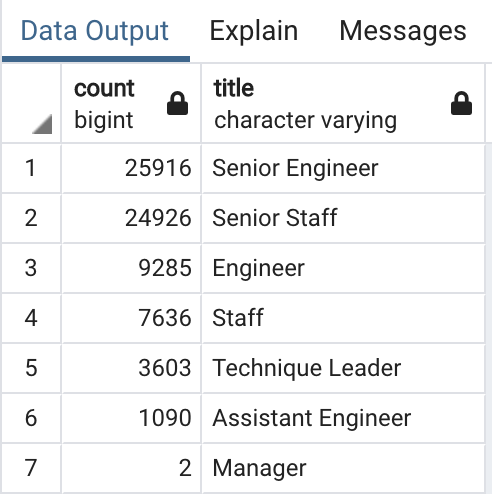 Data Output Explain Messages
count title
bigint character varying
1 25916 Senior Engineer
2 24926 Senior Staff
3 9285 Engineer
4 7636 Staff
5 3603 Technique Leader
6 1090 Assistant Engineer
7 2 Manager